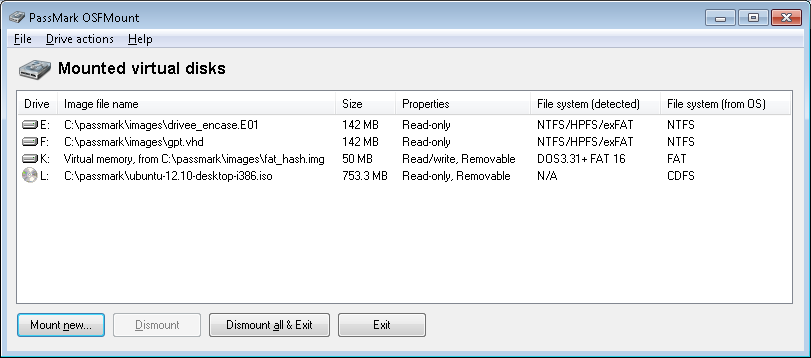 PassMark OSFMount
File Drive actions Help
Mounted virtual disks
Drive Image file name Size Properties File system (detected) File system (from OS)
E: C:\passmark\images\drivee_encase.E01 142 MB Read-only NTFS/HPFS/exFAT NTFS
F: C:\passmark\images\gpt.vhd 142 MB Read-only NTFS/HPFS/exFAT NTFS
K: Virtual memory, from C:\passmark\images\fat_hash.img 50 MB Read/write, Removable DOS3.31+ FAT 16 FAT
L: C:\passmark\ubuntu-12.10-desktop-i386.iso 753.3 MB Read-only, Removable N/A CDFS
Mount new... Dismount Dismount all & Exit Exit